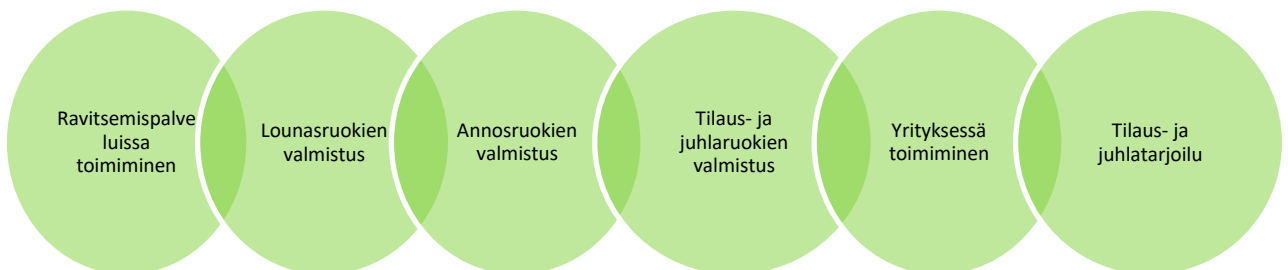 Ravitsemispalve
luissa
toimiminen
Lounasruokien
valmistus
Annosruokien
valmistus
Tilaus- ja
juhlaruokien
valmistus
Yrityksessä
toimiminen
Tilaus- ja
juhlatarjoilu